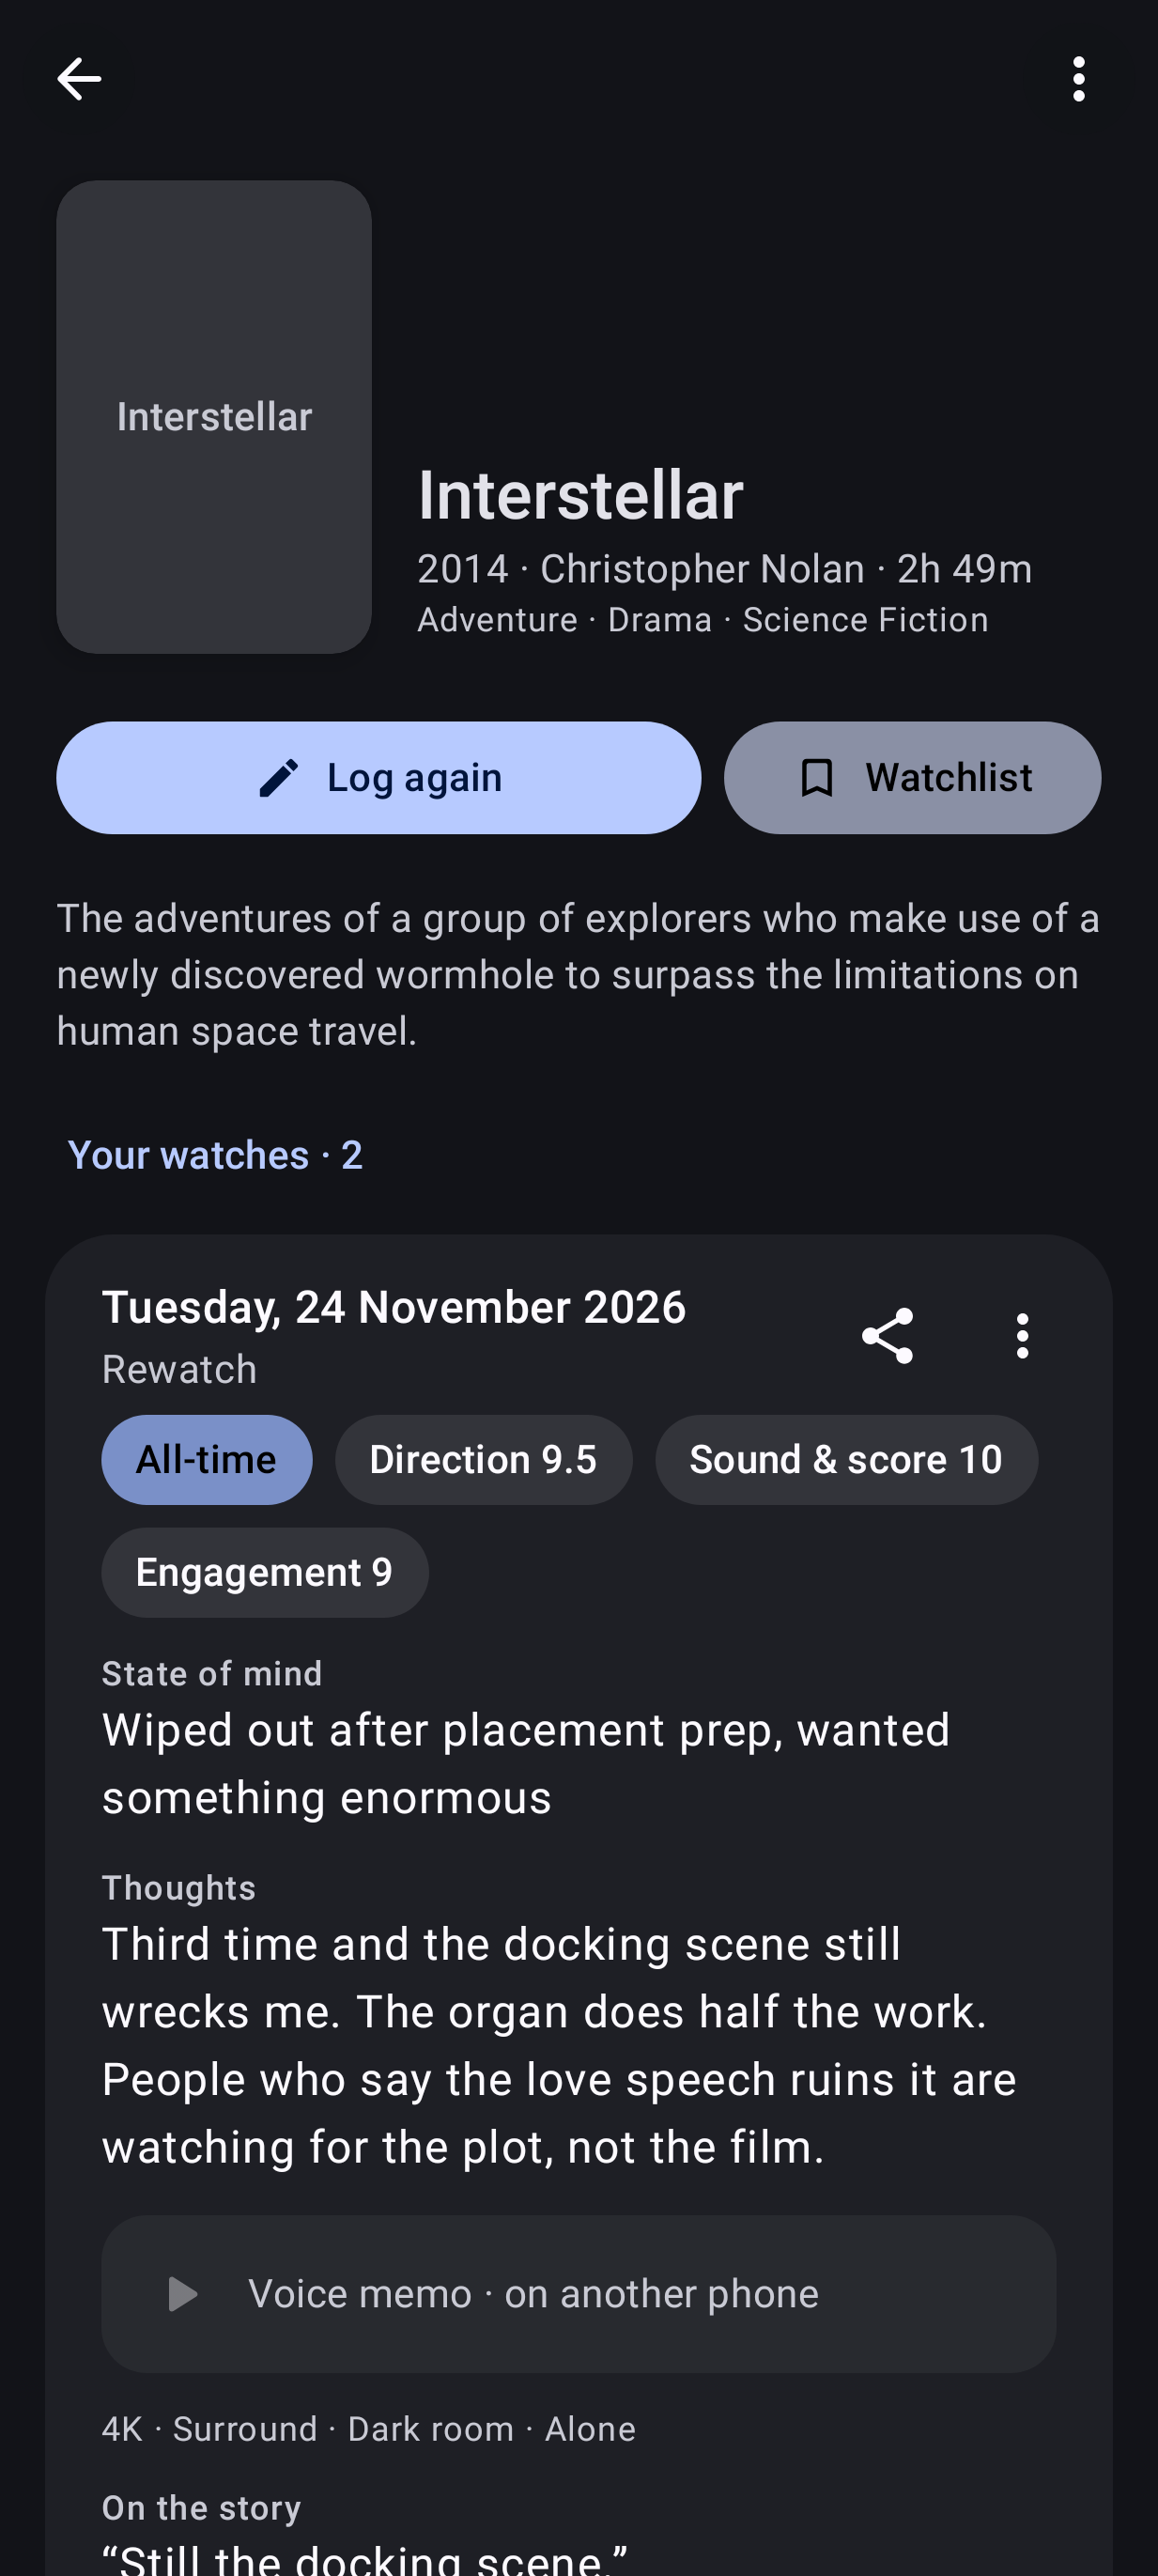 Interstellar
Interstellar
2014 · Christopher Nolan · 2h 49m
Adventure · Drama · Science Fiction
Log again
Watchlist
The adventures of a group of explorers who make use of a
newly discovered wormhole to surpass the limitations on
human space travel.
Your watches · 2
Tuesday, 24 November 2026
Rewatch
All-time
Direction 9.5
Sound & score 10
Engagement 9
State of mind
Wiped out after placement prep, wanted
something enormous
Thoughts
Third time and the docking scene still
wrecks me. The organ does half the work.
People who say the love speech ruins it are
watching for the plot, not the film.
Voice memo · on another phone
4K · Surround · Dark room · Alone
On the story
“Still the docking scene.”